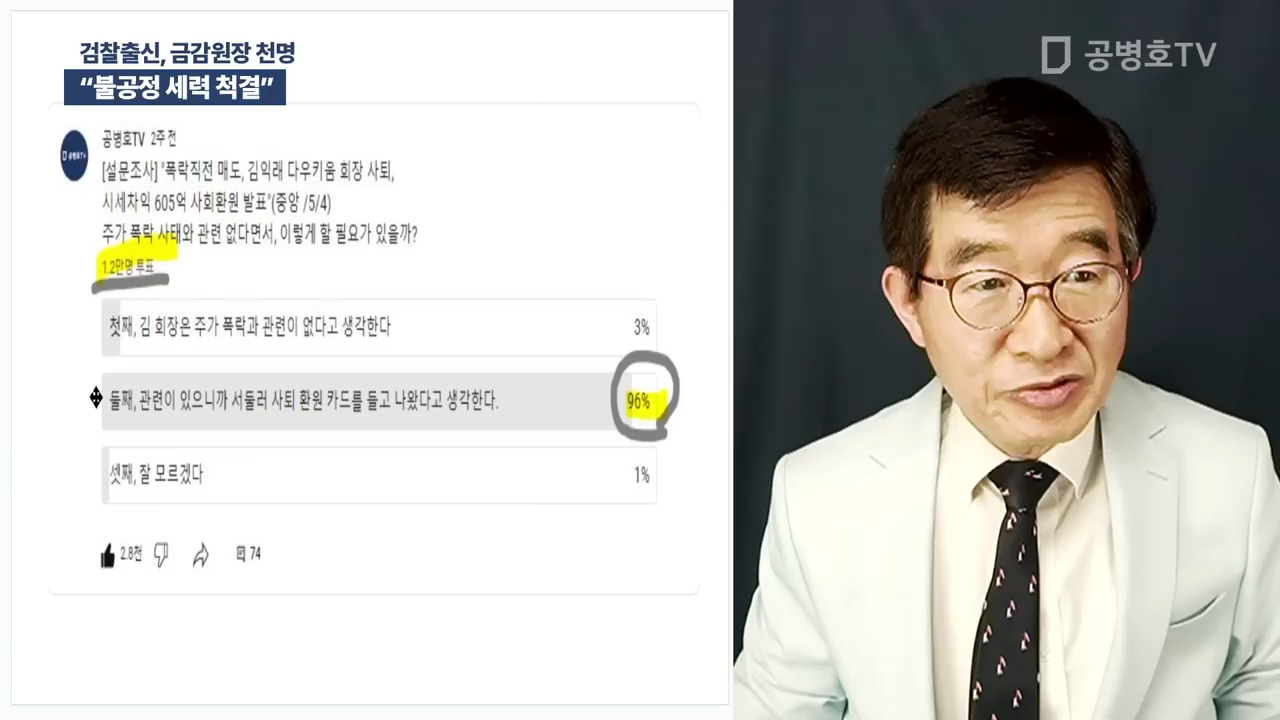 검찰출신, 금감원장 천명
“불공정 세력 척결”
공병호TV
공병호TV
공병호TV 2주 전
[설문조사] "폭락직전 매도, 김익래 다우키움 회장 사퇴,
시세차익 605억 사회환원 발표"(중앙 /5/4)
주가 폭락 사태와 관련 없다면서, 이렇게 할 필요가 있을까?
1.2만명 투표
첫째, 김 회장은 주가 폭락과 관련이 없다고 생각한다 3%
둘째, 관련이 있으니까 서둘러 사퇴 환원 카드를 들고 나왔다고 생각한다. 96%
셋째, 잘 모르겠다 1%
2.8천 74